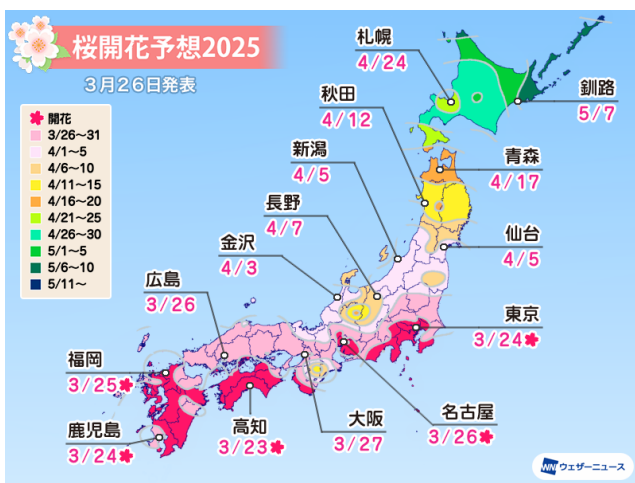 桜開花予想2025
3月26日発表
開花
3/26～31
4/1～5
4/6～10
4/11～15
4/16～20
4/21～25
4/26～30
5/1～5
5/6～10
5/11～
札幌
4/24
釧路
5/7
秋田
4/12
青森
4/17
新潟
4/5
長野
4/7
仙台
4/5
金沢
4/3
広島
3/26
東京
3/24
福岡
3/25
鹿児島
3/24
高知
3/23
大阪
3/27
名古屋
3/26
WNI ウェザーニュース